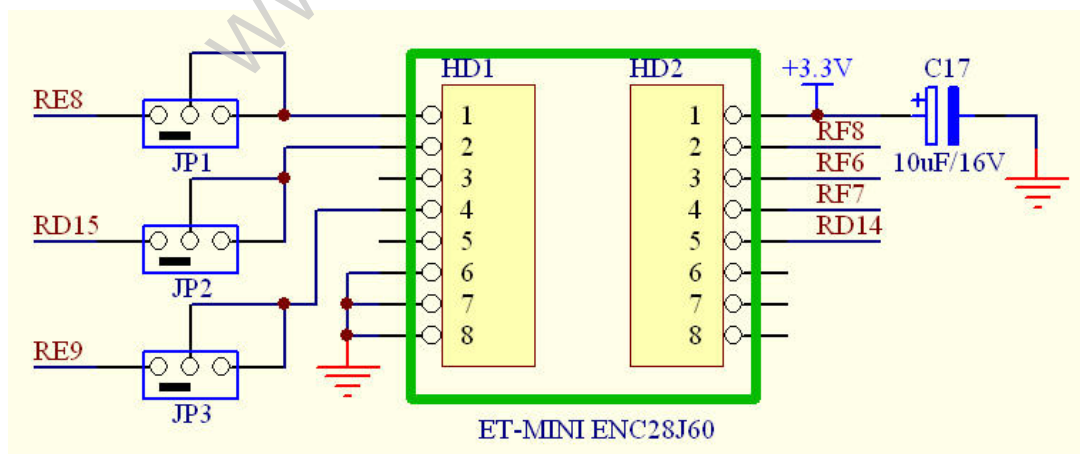 HD1
HD2
+3.3V
C17
RE8
1
1
RF8
JP1
2
2
RF6
10uF/16V
3
3
RF7
RD15
4
4
RD14
5
5
JP2
6
6
7
7
RE9
8
8
JP3
ET-MINI ENC28J60